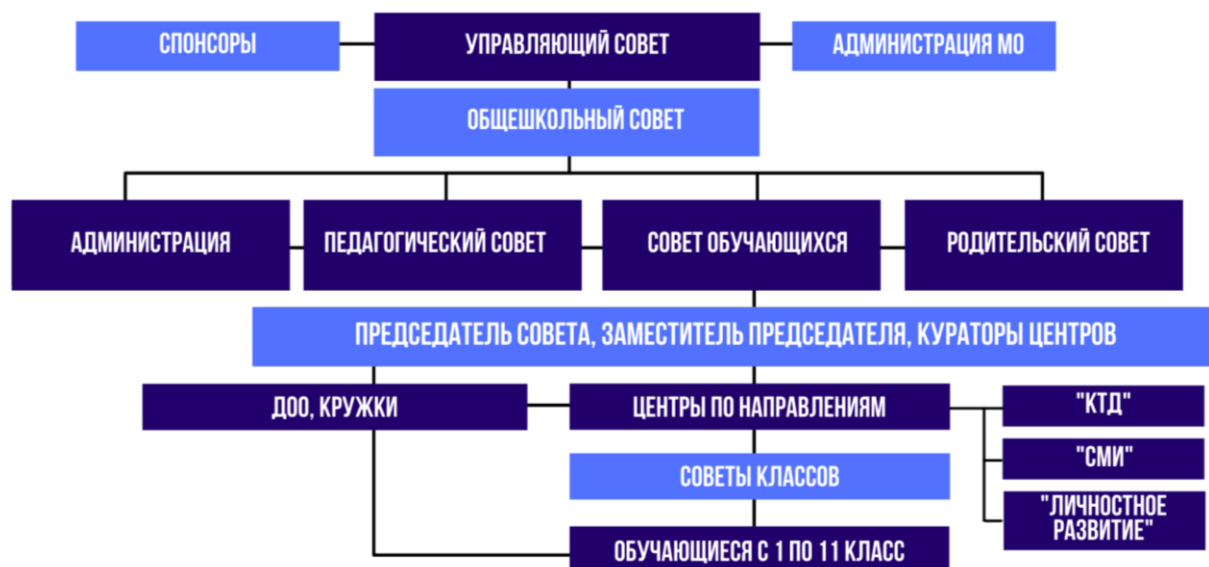 СПОНСОРЫ
УПРАВЛЯЮЩИЙ СОВЕТ
АДМИНИСТРАЦИЯ МО
ОБЩЕШКОЛЬНЫЙ СОВЕТ
АДМИНИСТРАЦИЯ
ПЕДАГОГИЧЕСКИЙ СОВЕТ
СОВЕТ ОБУЧАЮЩИХСЯ
РОДИТЕЛЬСКИЙ СОВЕТ
ПРЕДСЕДАТЕЛЬ СОВЕТА, ЗАМЕСТИТЕЛЬ ПРЕДСЕДАТЕЛЯ, КУРАТОРЫ ЦЕНТРОВ
ДОО, КРУЖКИ
ЦЕНТРЫ ПО НАПРАВЛЕНИЯМ
"КТД"
"СМИ"
СОВЕТЫ КЛАССОВ
"ЛИЧНОСТНОЕ
РАЗВИТИЕ"
ОБУЧАЮЩИЕСЯ С 1 ПО 11 КЛАСС